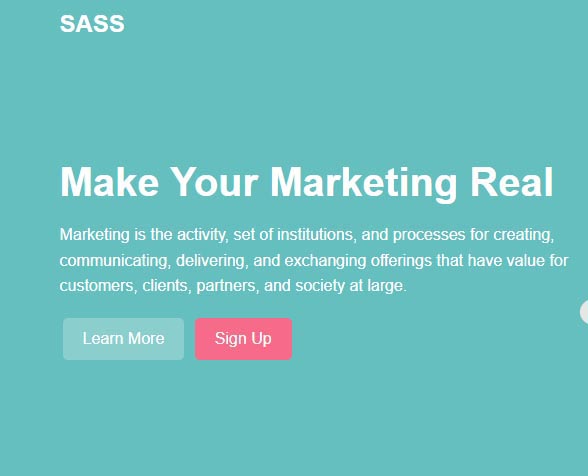 SASS
Make Your Marketing Real
Marketing is the activity, set of institutions, and processes for creating,
communicating, delivering, and exchanging offerings that have value for
customers, clients, partners, and society at large.
Learn More
Sign Up